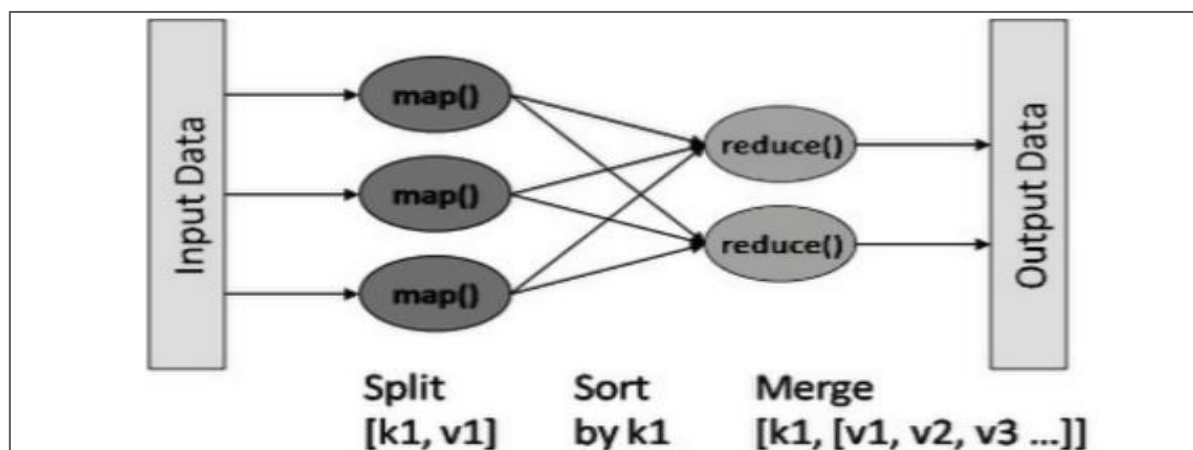 Input Data
map()
map()
map()
reduce()
reduce()
Output Data
Split
[k1, v1]
Sort
by k1
Merge
[k1, [v1, v2, v3 ...]]